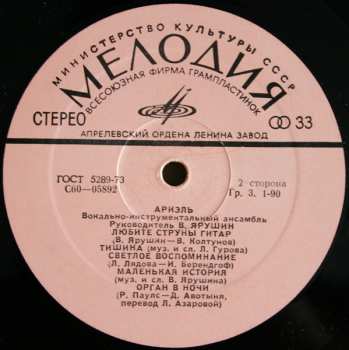 МИНИСТЕРСТВО КУЛЬТУРЫ СССР
МЕЛОДИЯ
ВСЕСОЮЗНАЯ ФИРМА ГРАМПЛАСТИНОК
СТЕРЕО
33
АПРЕЛЕВСКИЙ ОРДЕНА ЛЕНИНА ЗАВОД
ГОСТ 5289-73
С60—05892
2 сторона
Гр. 3. 1-90
АРИЭЛЬ
Вокально-инструментальный ансамбль
Руководитель В. ЯРУШИН
ЛЮБИТЕ СТРУНЫ ГИТАР
(В. Ярушин—В. Колтунов)
ТИШИНА (муз. и сл. Л. Гурова)
СВЕТЛОЕ ВОСПОМИНАНИЕ
(Л. Лядова—И. Берендгоф)
МАЛЕНЬКАЯ ИСТОРИЯ
(муз. и сл. В. Ярушина)
ОРГАН В НОЧИ
(Р. Паулс—Д. Авотыня,
перевод Л. Азаровой)